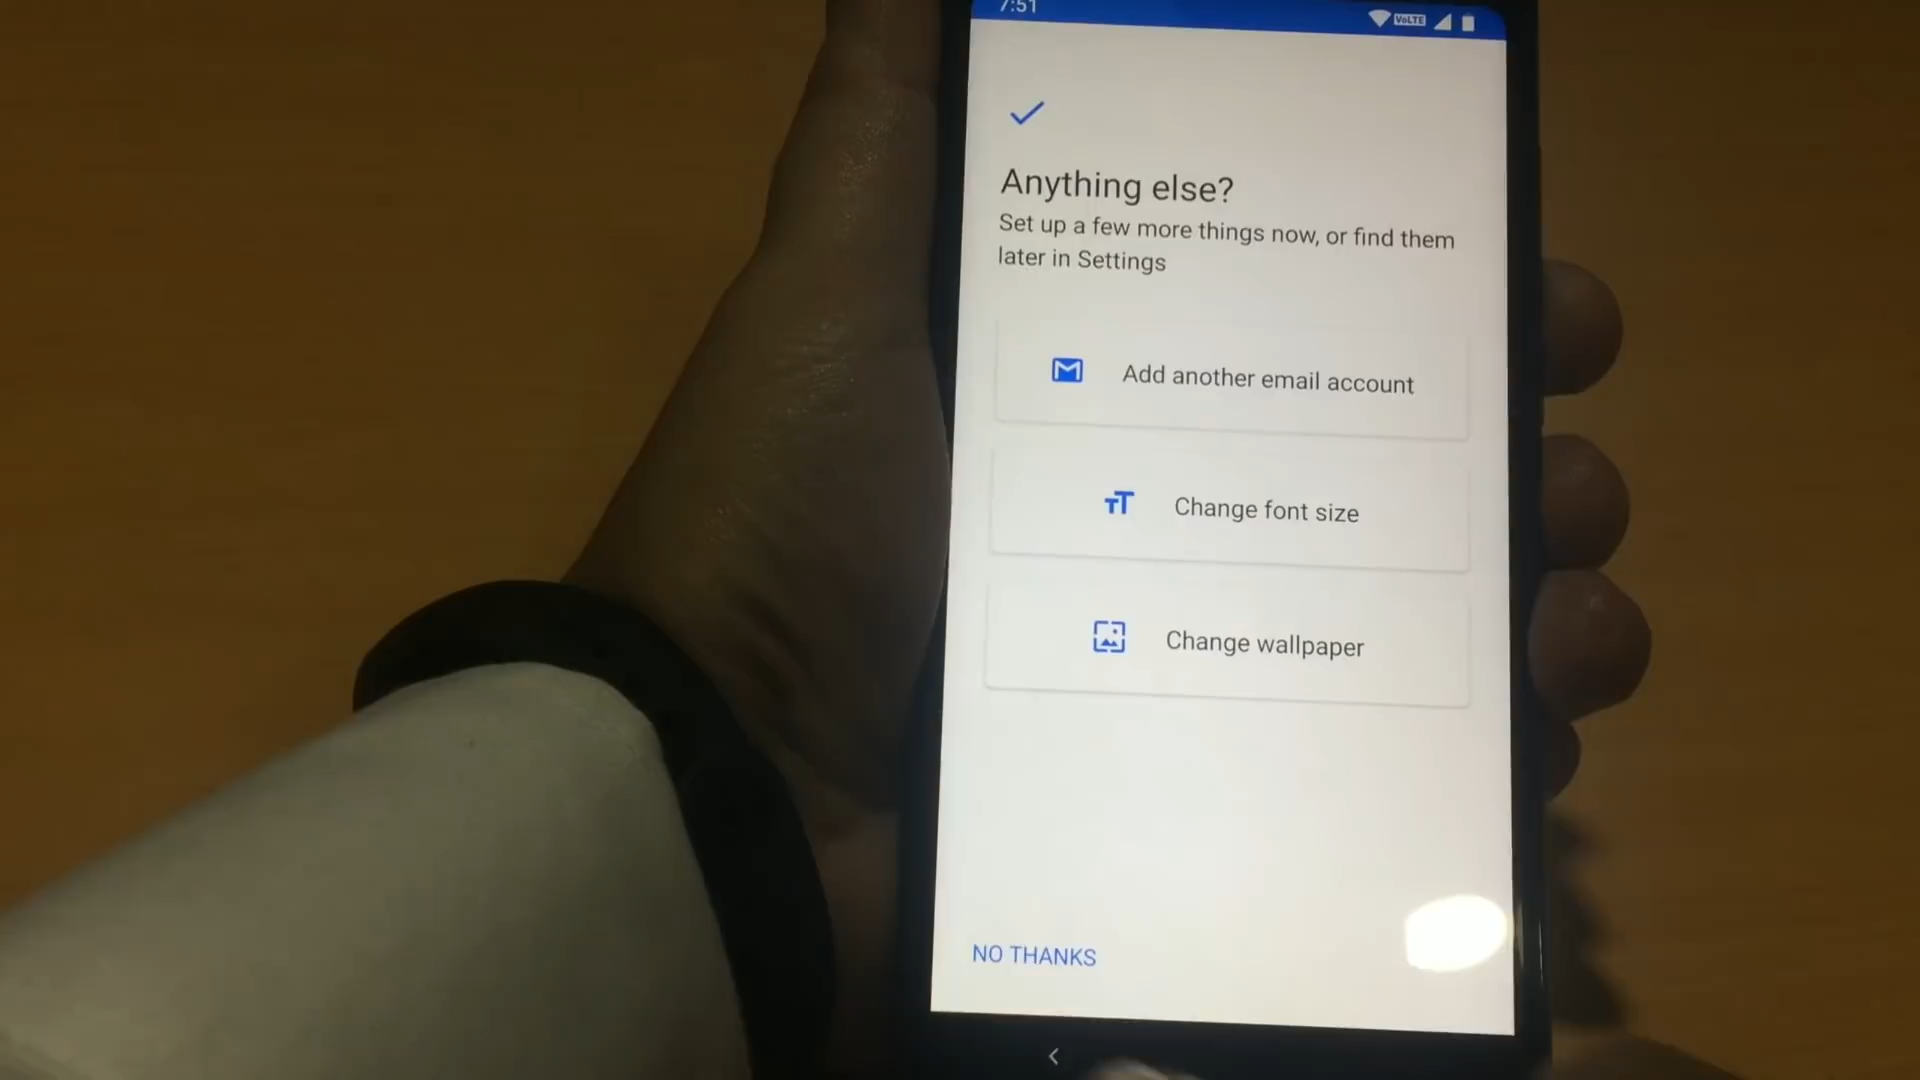 7:51
VoLTE
Anything else?
Set up a few more things now, or find them
later in Settings
Add another email account
Change font size
Change wallpaper
NO THANKS